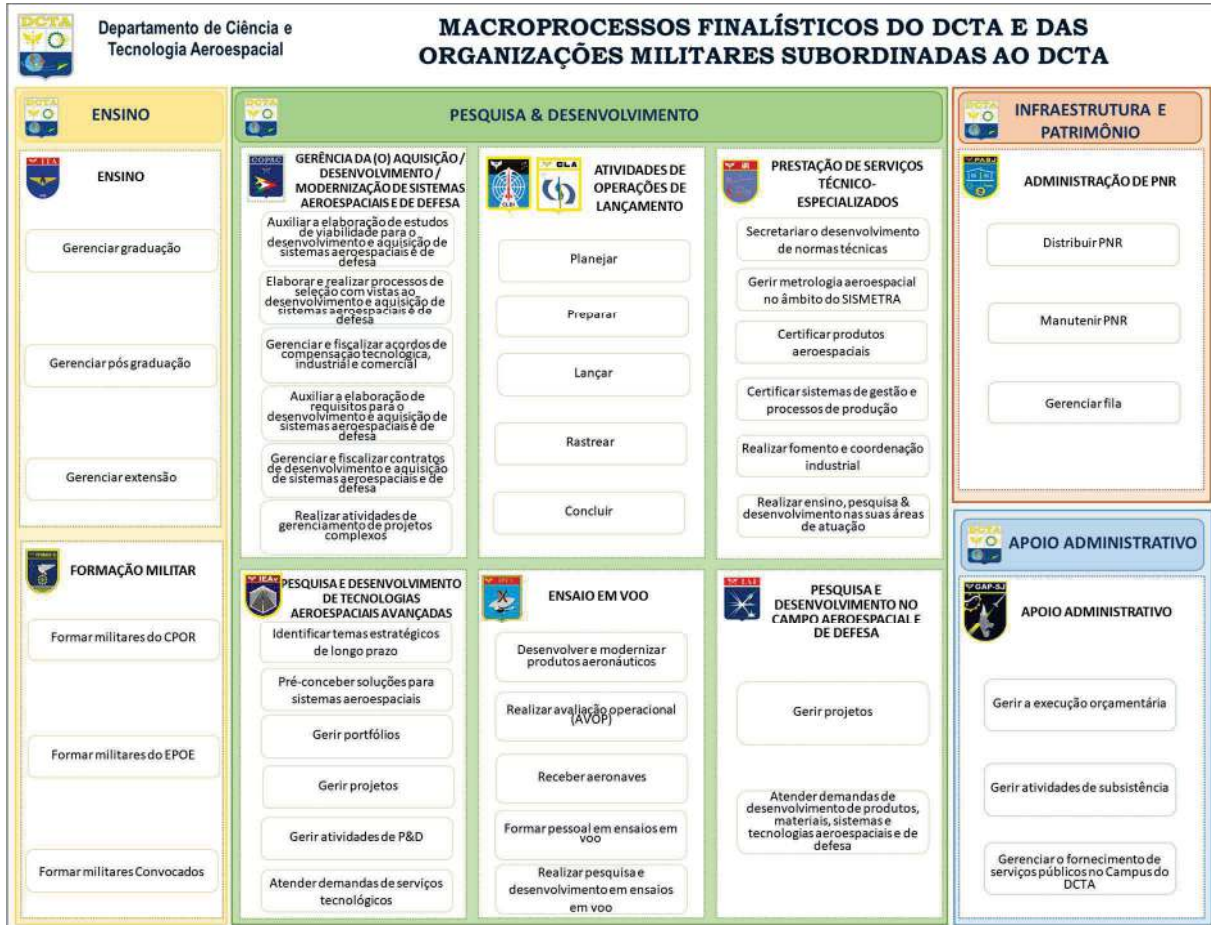 DCTA
Departamento de Ciência e
Tecnologia Aeroespacial
MACROPROCESSOS FINALÍSTICOS DO DCTA E DAS
ORGANIZAÇÕES MILITARES SUBORDINADAS AO DCTA
DCTA
ENSINO
ITA
ENSINO
Gerenciar graduação
Gerenciar pós graduação
Gerenciar extensão
FORMAÇÃO MILITAR
Formar militares do CPOR
Formar militares do EPOE
Formar militares Convocados
DCTA
PESQUISA & DESENVOLVIMENTO
COPAC
GERÊNCIA DA(O) AQUISIÇÃO /
DESENVOLVIMENTO /
MODERNIZAÇÃO DE SISTEMAS
AEROESPACIAIS E DE DEFESA
Auxiliar a elaboração de estudos
de viabilidade para o
desenvolvimento e aquisição de
sistemas aeroespaciais e de
defesa
Elaborar e realizar processos de
seleção com vistas ao
desenvolvimento e aquisição de
sistemas aeroespaciais e de
defesa
Gerenciar e fiscalizar acordos de
compensação tecnológica,
industrial e comercial
Auxiliar a elaboração de
requisitos para o
desenvolvimento e aquisição de
sistemas aeroespaciais e de
defesa
Gerenciar e fiscalizar contratos
de desenvolvimento e aquisição
de sistemas aeroespaciais e de
defesa
Realizar atividades de
gerenciamento de projetos
complexos
CLBI
CLA
ATIVIDADES DE
OPERAÇÕES DE
LANÇAMENTO
Planejar
Preparar
Lançar
Rastrear
Concluir
PRESTAÇÃO DE SERVIÇOS
TÉCNICO-
ESPECIALIZADOS
Secretariar o desenvolvimento
de normas técnicas
Gerir metrologia aeroespacial
no âmbito do SISMETRA
Certificar produtos
aeroespaciais
Certificar sistemas de gestão e
processos de produção
Realizar fomento e coordenação
industrial
Realizar ensino, pesquisa &
desenvolvimento nas suas áreas
de atuação
IEAv
PESQUISA E DESENVOLVIMENTO
DE TECNOLOGIAS
AEROESPACIAIS AVANÇADAS
Identificar temas estratégicos
de longo prazo
Pré-conceber soluções para
sistemas aeroespaciais
Gerir portfólios
Gerir projetos
Gerir atividades de P&D
Atender demandas de serviços
tecnológicos
ENSAIO EM VOO
Desenvolver e modernizar
produtos aeronáuticos
Realizar avaliação operacional
(AVOP)
Receber aeronaves
Formar pessoal em ensaios em
voo
Realizar pesquisa e
desenvolvimento em ensaios
em voo
IAE
PESQUISA E
DESENVOLVIMENTO NO
CAMPO AEROESPACIAL E
DE DEFESA
Gerir projetos
Atender demandas de
desenvolvimento de produtos,
materiais, sistemas e
tecnologias aeroespaciais e de
defesa
DCTA
INFRAESTRUTURA E
PATRIMÔNIO
PASJ
ADMINISTRAÇÃO DE PNR
Distribuir PNR
Manutenir PNR
Gerenciar fila
DCTA
APOIO ADMINISTRATIVO
GAP-SJ
APOIO ADMINISTRATIVO
Gerir a execução orçamentária
Gerir atividades de subsistência
Gerenciar o fornecimento de
serviços públicos no Campus do
DCTA